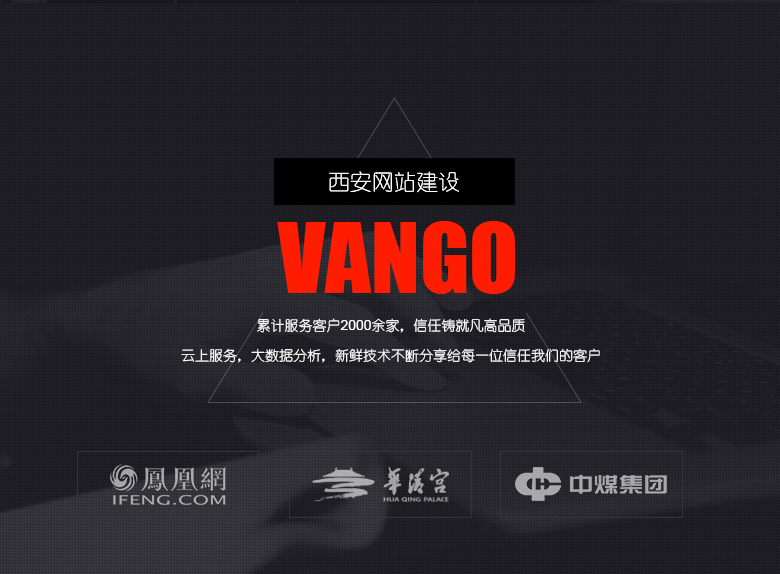 西安网站建设
VANGO
累计服务客户2000余家，信任铸就凡高品质
云上服务，大数据分析，新鲜技术不断分享给每一位信任我们的客户
鳳凰網
IFENG.COM
華清宫
HUA QING PALACE
中煤集团